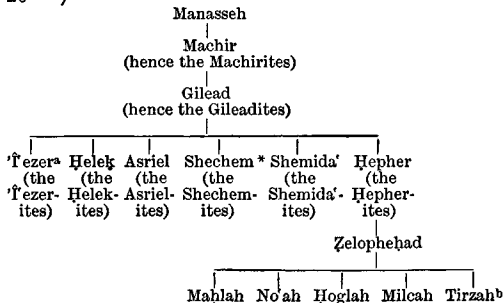 Manasseh
Machir
(hence the Machirites)
Gilead
(hence the Gileadites)
'Î'ezerᵃ Ḥeleḳ Asriel Shechem * Shemida' Ḥepher
(the (the (the (the (the (the
'Î'ezer- Ḥelek- Asriel- Shechem- Shemida'- Ḥepher-
ites) ites) ites) ites) ites) ites)
Ẓelopheḥad
Maḥlah No'ah Ḥoglah Milcah Tirzahᵇ